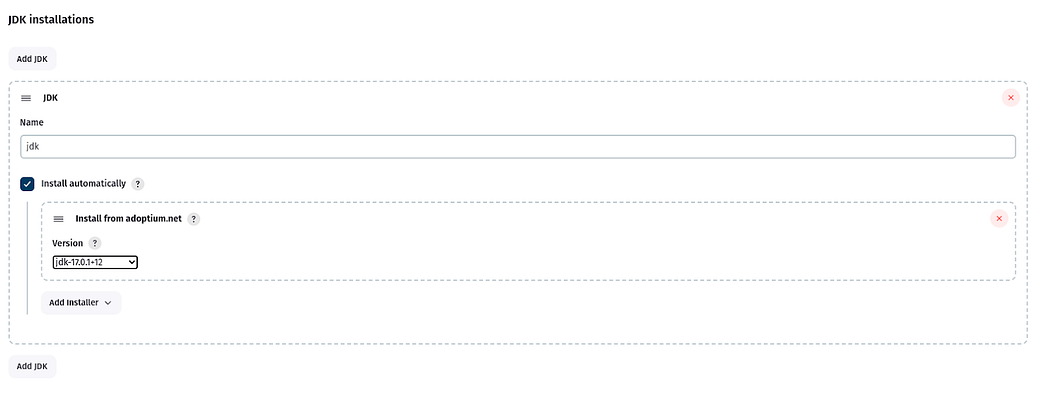 JDK installations
Add JDK
JDK
Name
jdk
Install automatically ?
Install from adoptium.net ?
Version ?
jdk-17.0.1+12
Add Installer
Add JDK